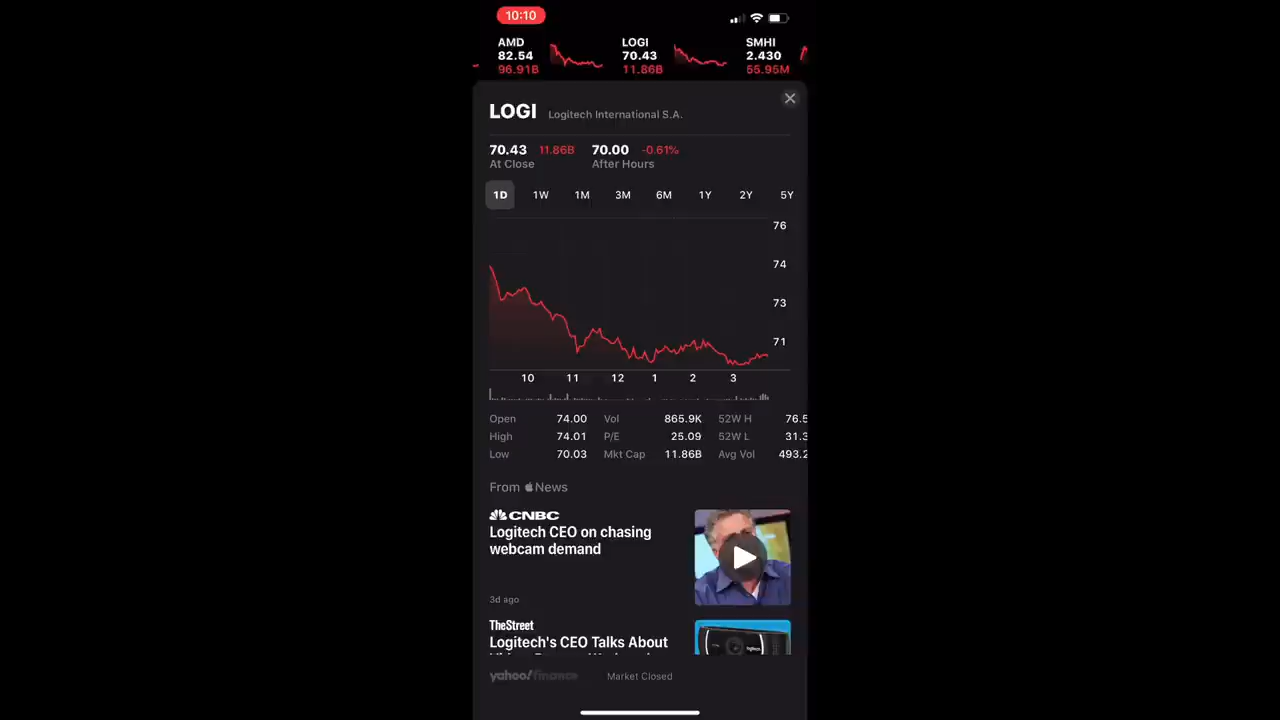 10:10
AMD
82.54
96.91B
LOGI
70.43
11.86B
SMHI
2.430
55.95M
LOGI Logitech International S.A.
70.43 11.86B 70.00 -0.61%
At Close After Hours
1D 1W 1M 3M 6M 1Y 2Y 5Y
76
74
73
71
10 11 12 1 2 3
Open 74.00 Vol 865.9K 52W H 76.5
High 74.01 P/E 25.09 52W L 31.3
Low 70.03 Mkt Cap 11.86B Avg Vol 493.2
From News
CNBC
Logitech CEO on chasing
webcam demand
3d ago
TheStreet
Logitech's CEO Talks About
yahoo!finance Market Closed